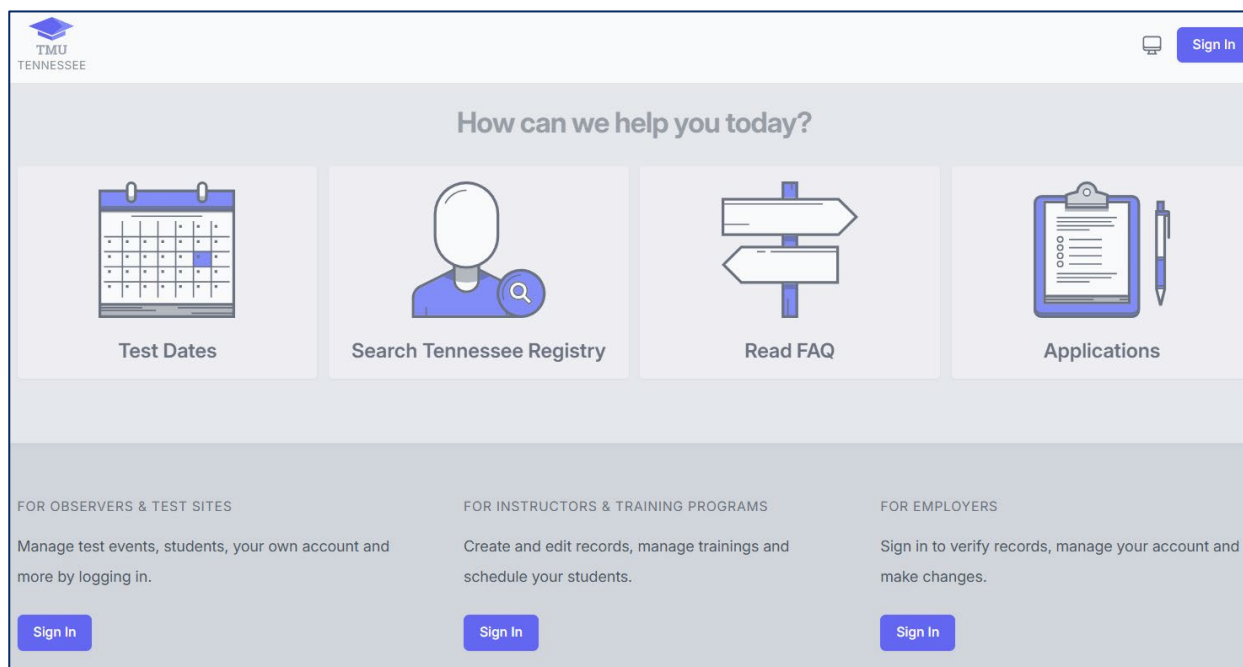 TMU
TENNESSEE
Sign In
How can we help you today?
Test Dates
Search Tennessee Registry
Read FAQ
Applications
FOR OBSERVERS & TEST SITES
Manage test events, students, your own account and
more by logging in.
Sign In
FOR INSTRUCTORS & TRAINING PROGRAMS
Create and edit records, manage trainings and
schedule your students.
Sign In
FOR EMPLOYERS
Sign in to verify records, manage your account and
make changes.
Sign In